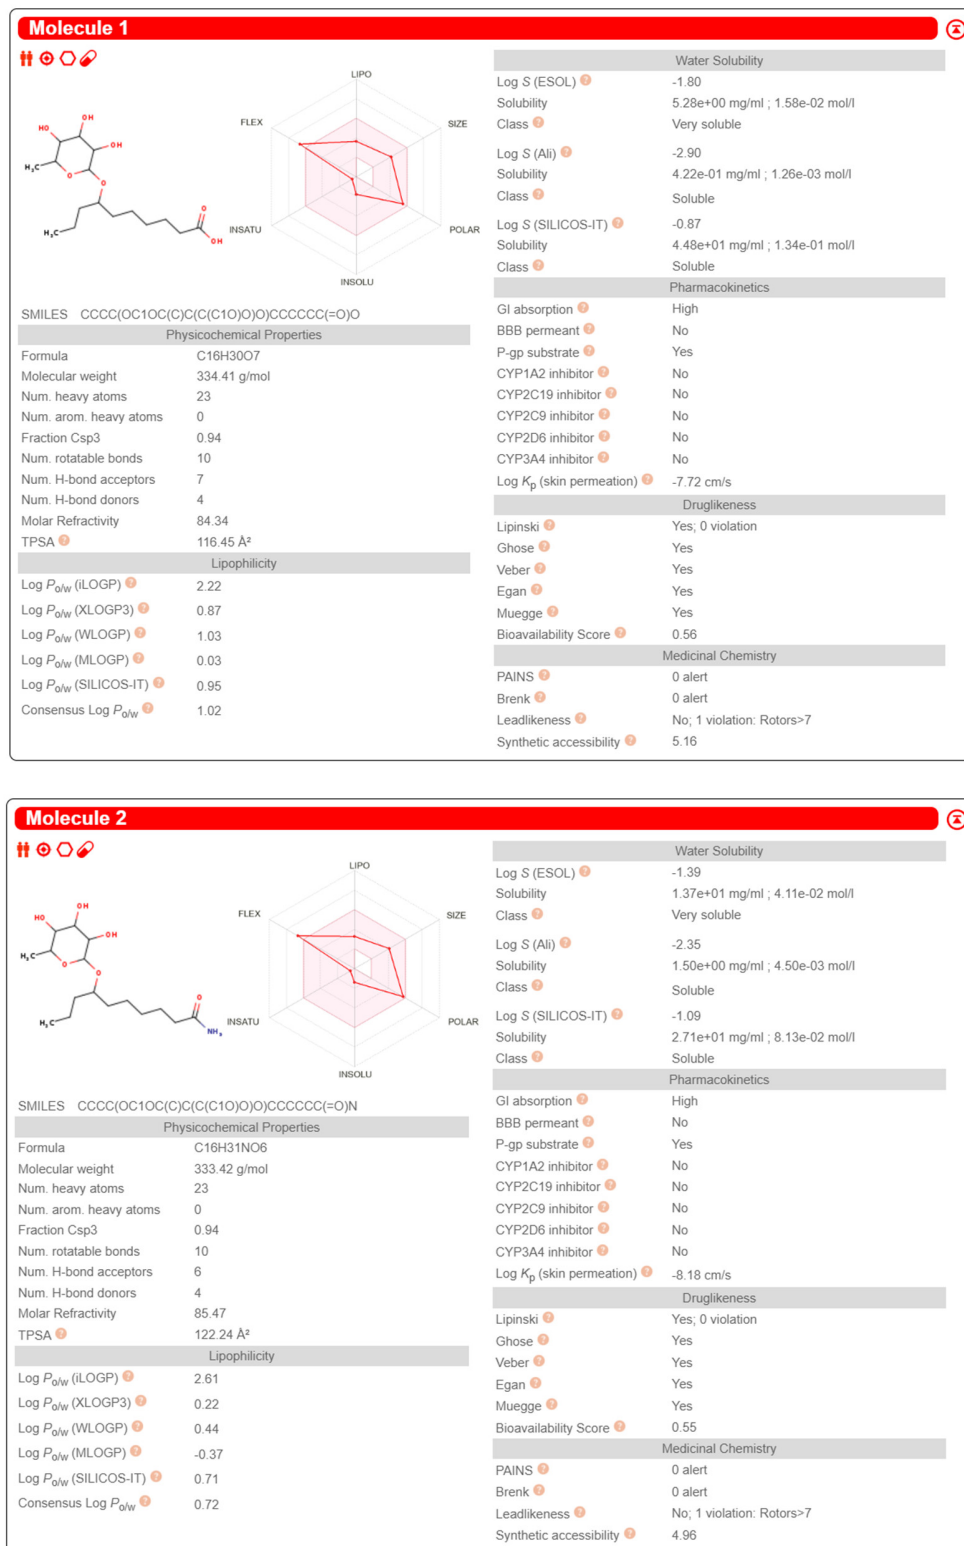 Molecule 1
LIPO
FLEX
SIZE
INSATU
POLAR
INSOLU
HO
OH
OH
H₃C
O
O
H₃C
O
OH
SMILES CCCC(OC1OC(C)C(C(C1O)O)O)CCCCCC(=O)O
Physicochemical Properties
Formula C16H30O7
Molecular weight 334.41 g/mol
Num. heavy atoms 23
Num. arom. heavy atoms 0
Fraction Csp3 0.94
Num. rotatable bonds 10
Num. H-bond acceptors 7
Num. H-bond donors 4
Molar Refractivity 84.34
TPSA ? 116.45 Å²
Lipophilicity
Log Po/w (iLOGP) ? 2.22
Log Po/w (XLOGP3) ? 0.87
Log Po/w (WLOGP) ? 1.03
Log Po/w (MLOGP) ? 0.03
Log Po/w (SILICOS-IT) ? 0.95
Consensus Log Po/w ? 1.02
Water Solubility
Log S (ESOL) ? -1.80
Solubility 5.28e+00 mg/ml ; 1.58e-02 mol/l
Class ? Very soluble
Log S (Ali) ? -2.90
Solubility 4.22e-01 mg/ml ; 1.26e-03 mol/l
Class ? Soluble
Log S (SILICOS-IT) ? -0.87
Solubility 4.48e+01 mg/ml ; 1.34e-01 mol/l
Class ? Soluble
Pharmacokinetics
GI absorption ? High
BBB permeant ? No
P-gp substrate ? Yes
CYP1A2 inhibitor ? No
CYP2C19 inhibitor ? No
CYP2C9 inhibitor ? No
CYP2D6 inhibitor ? No
CYP3A4 inhibitor ? No
Log Kp (skin permeation) ? -7.72 cm/s
Druglikeness
Lipinski ? Yes; 0 violation
Ghose ? Yes
Veber ? Yes
Egan ? Yes
Muegge ? Yes
Bioavailability Score ? 0.56
Medicinal Chemistry
PAINS ? 0 alert
Brenk ? 0 alert
Leadlikeness ? No; 1 violation: Rotors>7
Synthetic accessibility ? 5.16
Molecule 2
LIPO
FLEX
SIZE
INSATU
POLAR
INSOLU
HO
OH
OH
H₃C
O
O
H₃C
O
NH₂
SMILES CCCC(OC1OC(C)C(C(C1O)O)O)CCCCCC(=O)N
Physicochemical Properties
Formula C16H31NO6
Molecular weight 333.42 g/mol
Num. heavy atoms 23
Num. arom. heavy atoms 0
Fraction Csp3 0.94
Num. rotatable bonds 10
Num. H-bond acceptors 6
Num. H-bond donors 4
Molar Refractivity 85.47
TPSA ? 122.24 Å²
Lipophilicity
Log Po/w (iLOGP) ? 2.61
Log Po/w (XLOGP3) ? 0.22
Log Po/w (WLOGP) ? 0.44
Log Po/w (MLOGP) ? -0.37
Log Po/w (SILICOS-IT) ? 0.71
Consensus Log Po/w ? 0.72
Water Solubility
Log S (ESOL) ? -1.39
Solubility 1.37e+01 mg/ml ; 4.11e-02 mol/l
Class ? Very soluble
Log S (Ali) ? -2.35
Solubility 1.50e+00 mg/ml ; 4.50e-03 mol/l
Class ? Soluble
Log S (SILICOS-IT) ? -1.09
Solubility 2.71e+01 mg/ml ; 8.13e-02 mol/l
Class ? Soluble
Pharmacokinetics
GI absorption ? High
BBB permeant ? No
P-gp substrate ? Yes
CYP1A2 inhibitor ? No
CYP2C19 inhibitor ? No
CYP2C9 inhibitor ? No
CYP2D6 inhibitor ? No
CYP3A4 inhibitor ? No
Log Kp (skin permeation) ? -8.18 cm/s
Druglikeness
Lipinski ? Yes; 0 violation
Ghose ? Yes
Veber ? Yes
Egan ? Yes
Muegge ? Yes
Bioavailability Score ? 0.55
Medicinal Chemistry
PAINS ? 0 alert
Brenk ? 0 alert
Leadlikeness ? No; 1 violation: Rotors>7
Synthetic accessibility ? 4.96